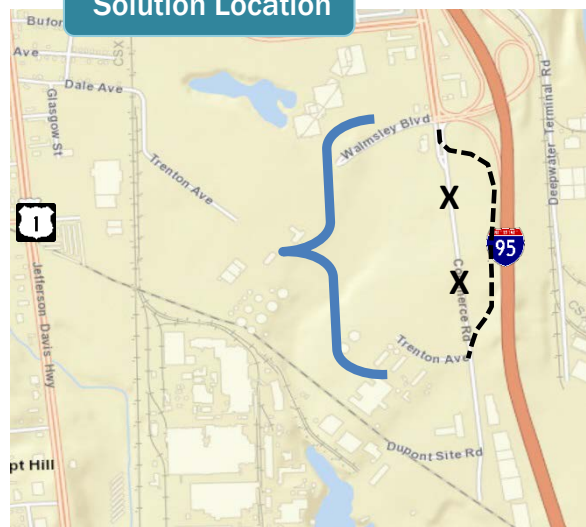 Solution Location
Bufor
Ave
CSX
Dale Ave
Glasgow St
Trenton Ave
Walmsley Blvd
Deepwater Terminal Rd
X
X
1
95
Commerce Rd
Jefferson Davis Hwy
Trenton Ave
Dupont Site Rd
pt Hill